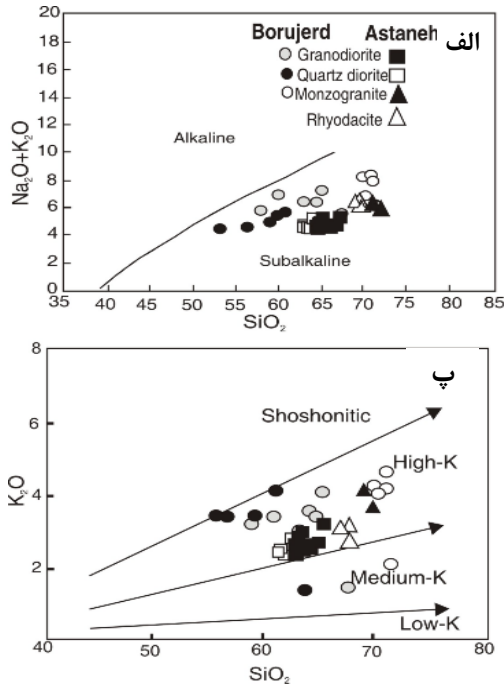 الف
Borujerd Astaneh
Granodiorite
Quartz diorite
Monzogranite
Rhyodacite
Na2O+K2O
20
18
16
14
12
10
8
6
4
2
0
Alkaline
Subalkaline
35 40 45 50 55 60 65 70 75 80 85
SiO2
پ
K2O
8
6
4
2
Shoshonitic
High-K
Medium-K
Low-K
40 50 60 70 80
SiO2